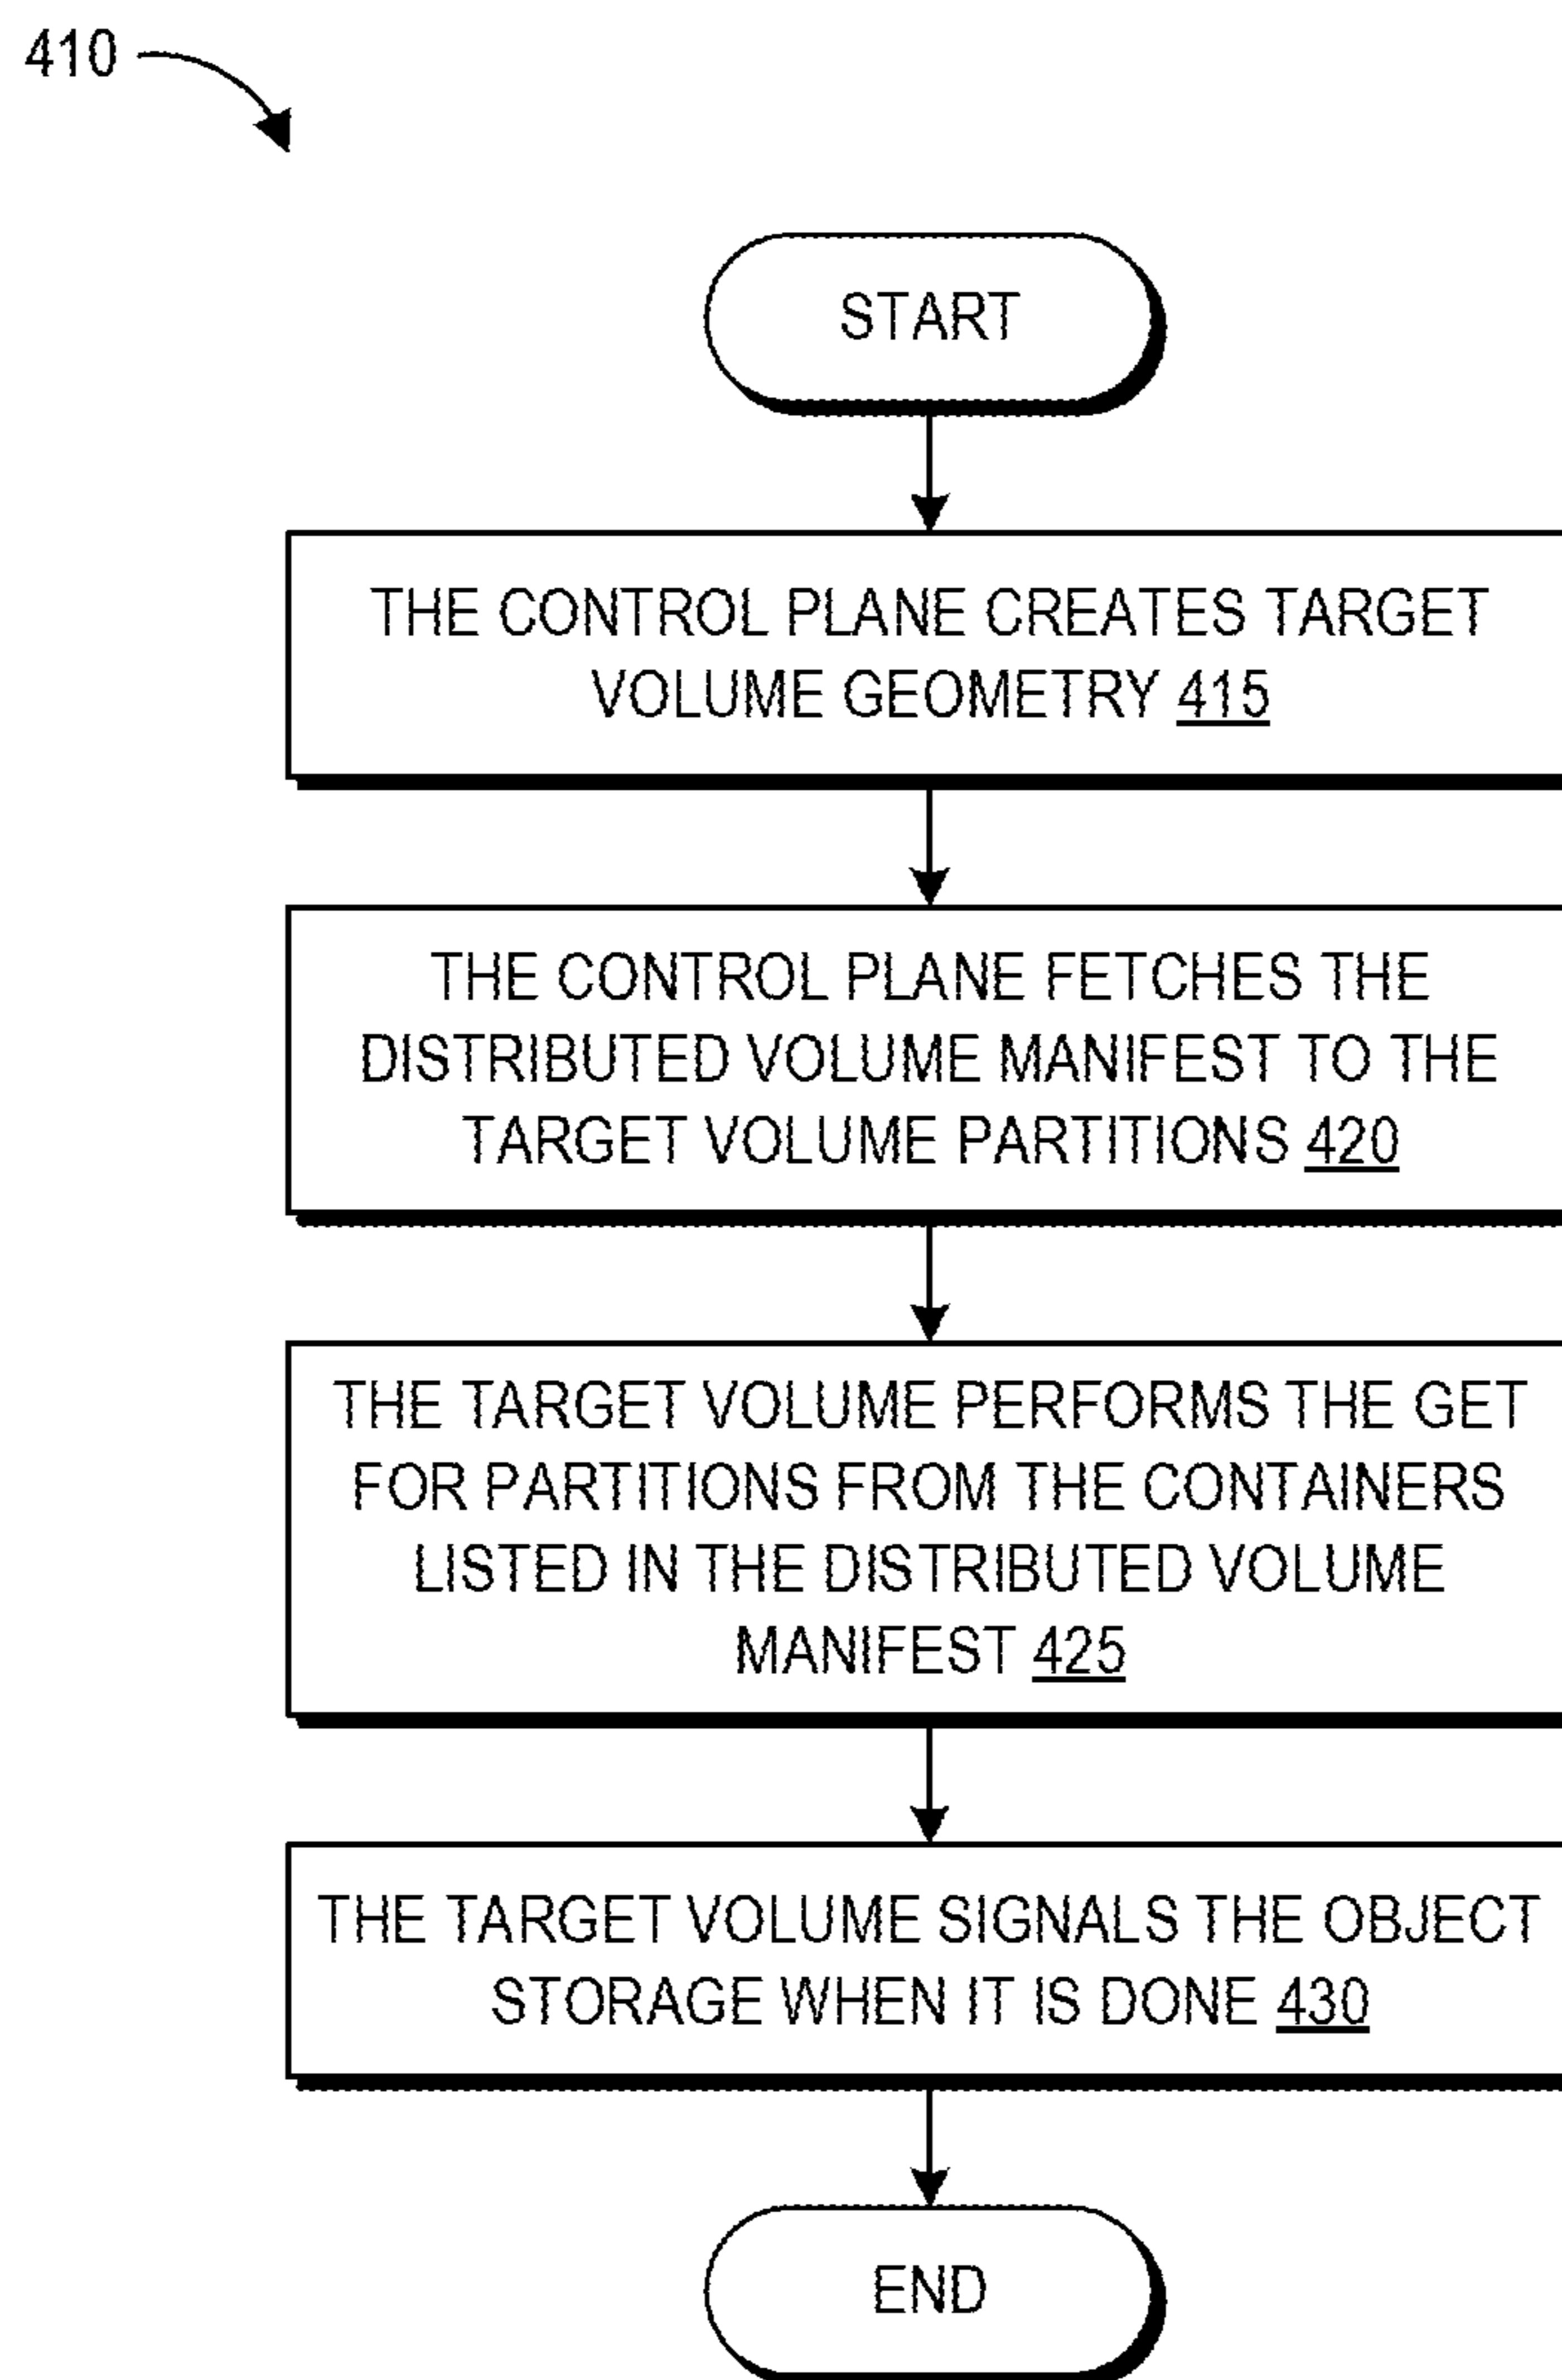 410
START
THE CONTROL PLANE CREATES TARGET
VOLUME GEOMETRY 415
THE CONTROL PLANE FETCHES THE
DISTRIBUTED VOLUME MANIFEST TO THE
TARGET VOLUME PARTITIONS 420
THE TARGET VOLUME PERFORMS THE GET
FOR PARTITIONS FROM THE CONTAINERS
LISTED IN THE DISTRIBUTED VOLUME
MANIFEST 425
THE TARGET VOLUME SIGNALS THE OBJECT
STORAGE WHEN IT IS DONE 430
END